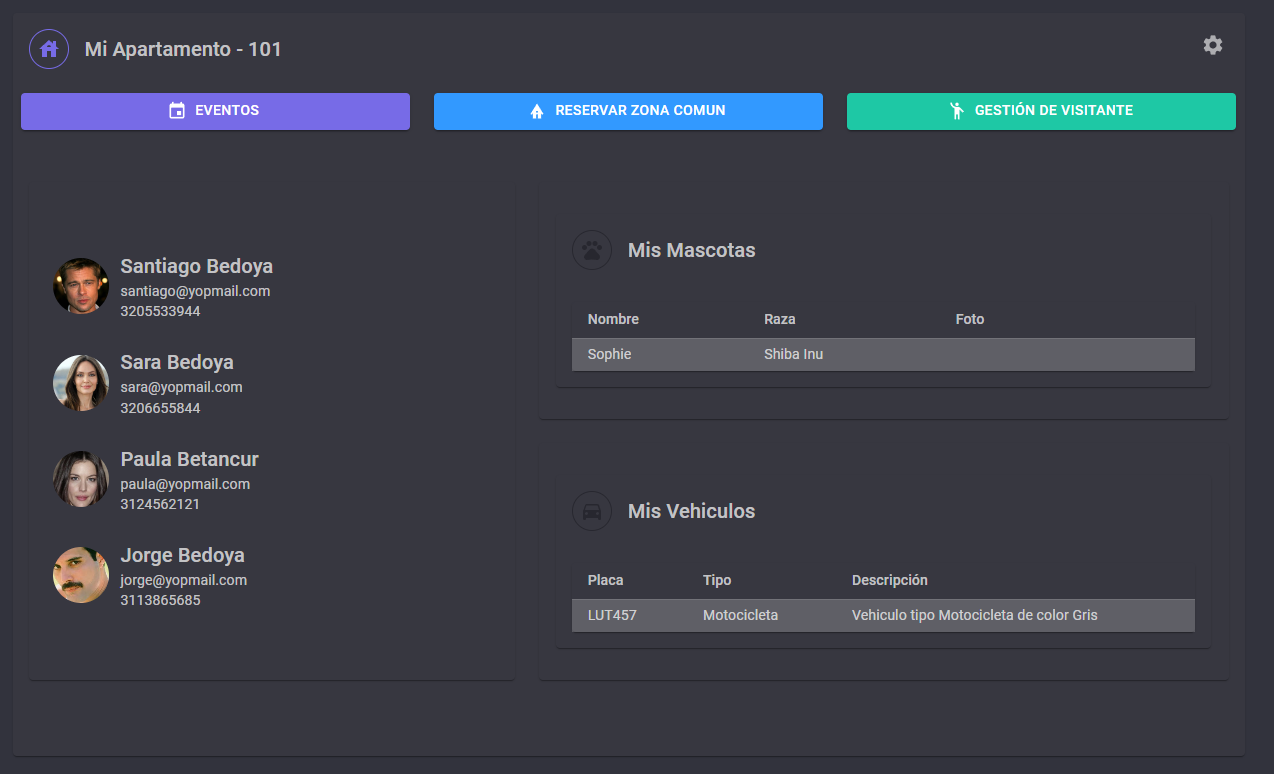 Mi Apartamento - 101
EVENTOS
RESERVAR ZONA COMUN
GESTIÓN DE VISITANTE
Santiago Bedoya
santiago@yopmail.com
3205533944
Sara Bedoya
sara@yopmail.com
3206655844
Paula Betancur
paula@yopmail.com
3124562121
Jorge Bedoya
jorge@yopmail.com
3113865685
Mis Mascotas
Nombre Raza Foto
Sophie Shiba Inu
Mis Vehiculos
Placa Tipo Descripción
LUT457 Motocicleta Vehiculo tipo Motocicleta de color Gris